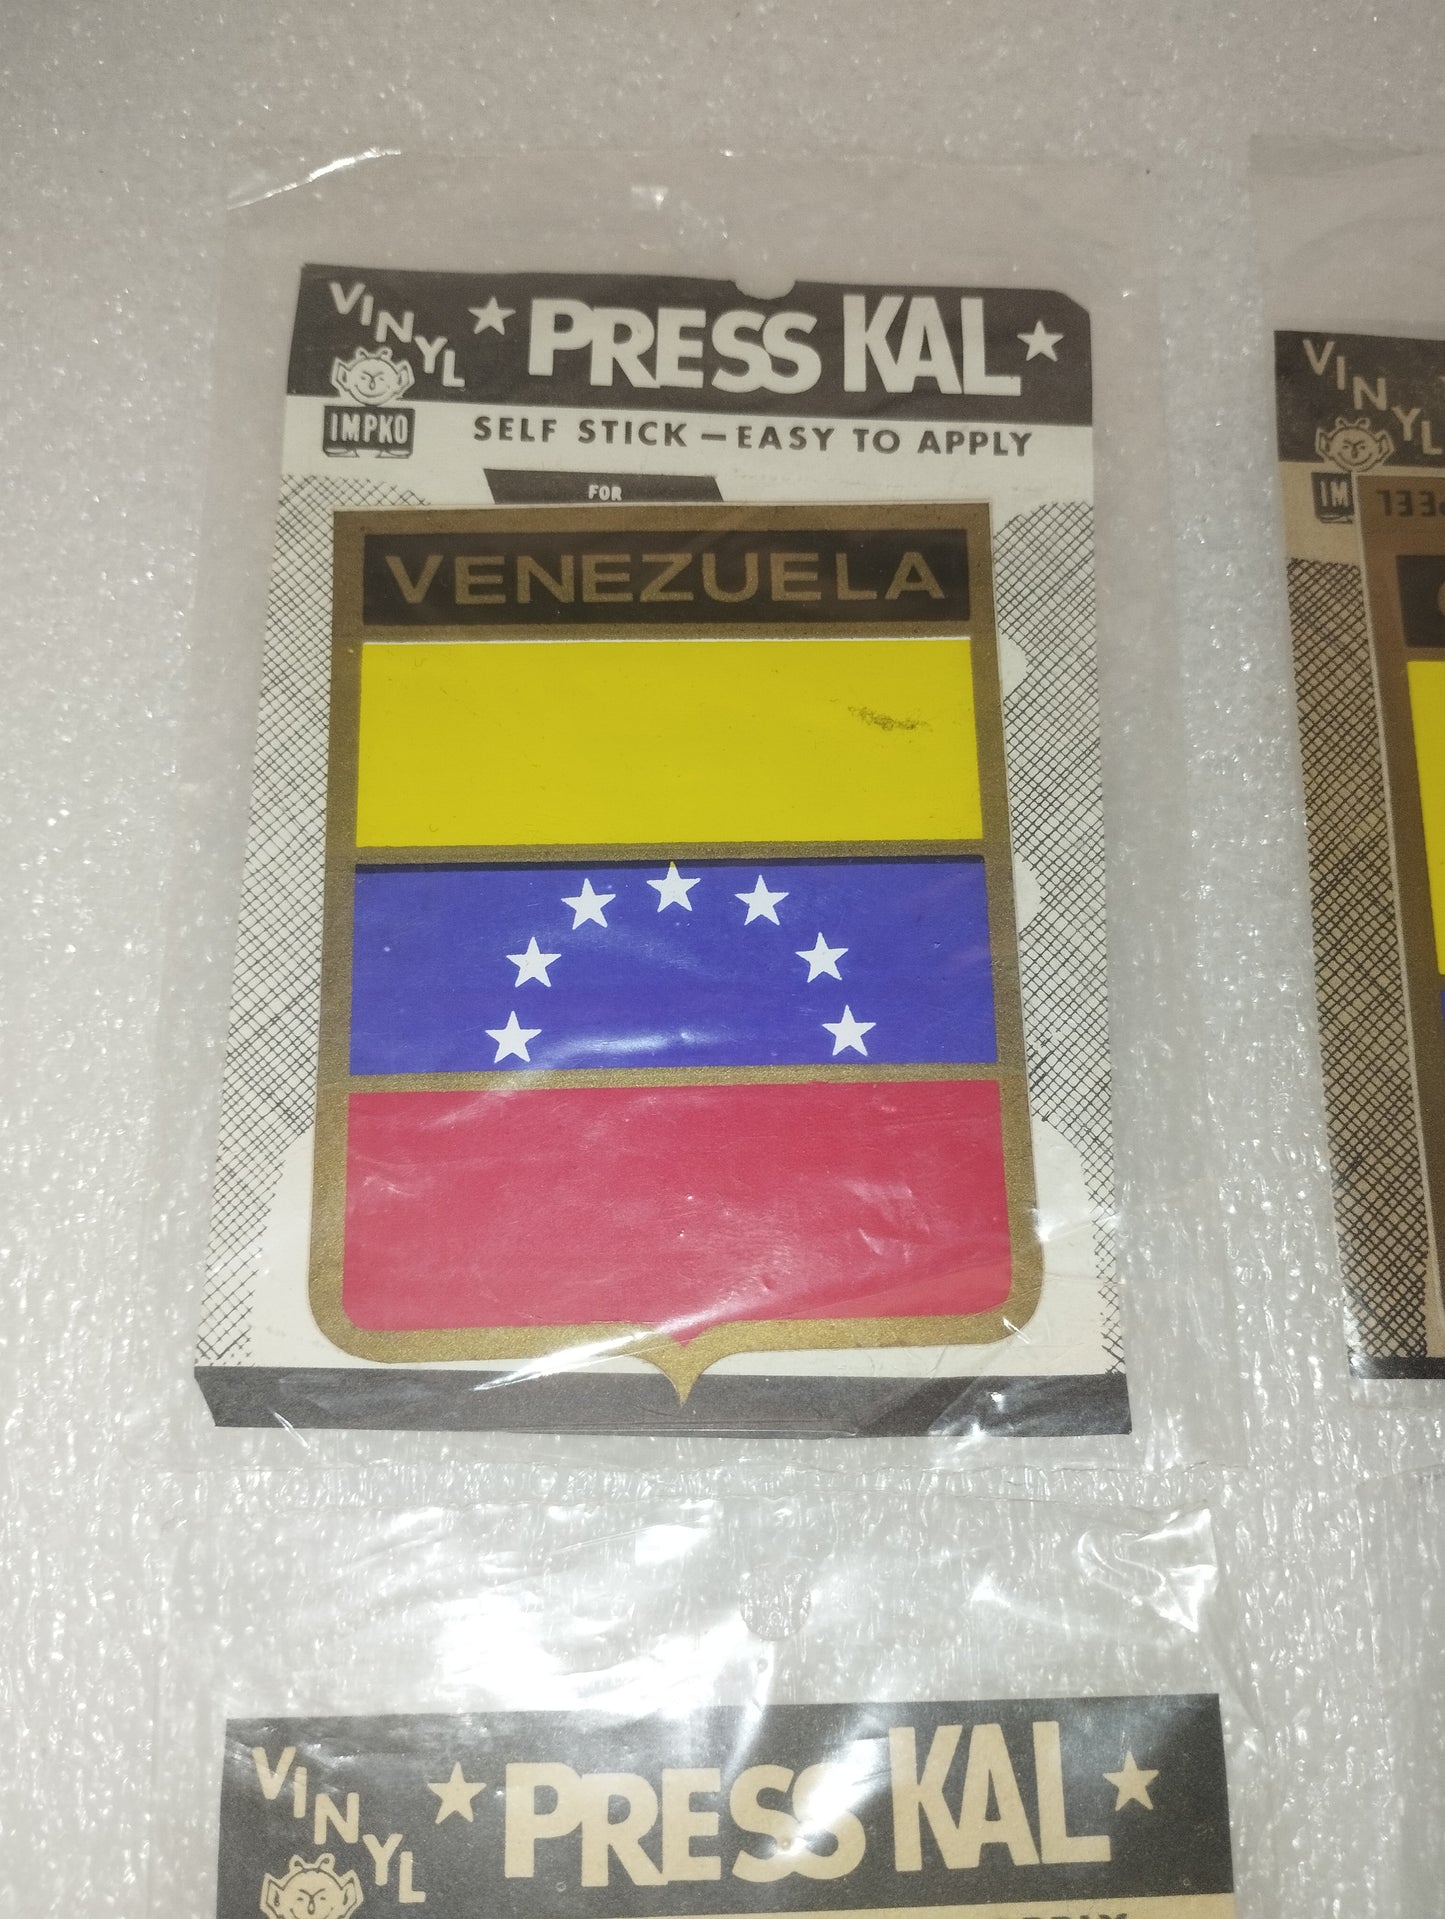 VINYL ★ PRESS KAL ★
IMPKO SELF STICK — EASY TO APPLY
FOR
VENEZUELA
VINYL
IM PEEL
VINYL ★ PRESS KAL ★